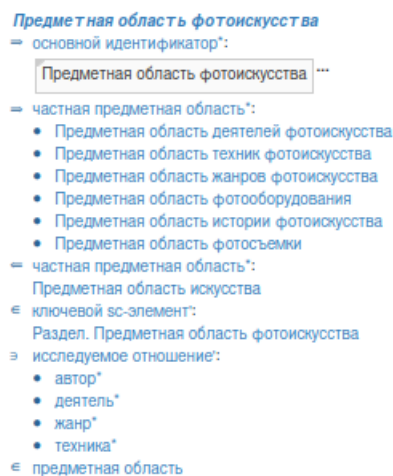 Предметная область фотоискусства
⇒ основной идентификатор*:
Предметная область фотоискусства ...
⇒ частная предметная область*:
• Предметная область деятелей фотоискусства
• Предметная область техник фотоискусства
• Предметная область жанров фотоискусства
• Предметная область фотооборудования
• Предметная область истории фотоискусства
• Предметная область фотосъемки
⇐ частная предметная область*:
Предметная область искусства
∈ ключевой sc-элемент':
Раздел. Предметная область фотоискусства
∋ исследуемое отношение':
• автор*
• деятель*
• жанр*
• техника*
∈ предметная область